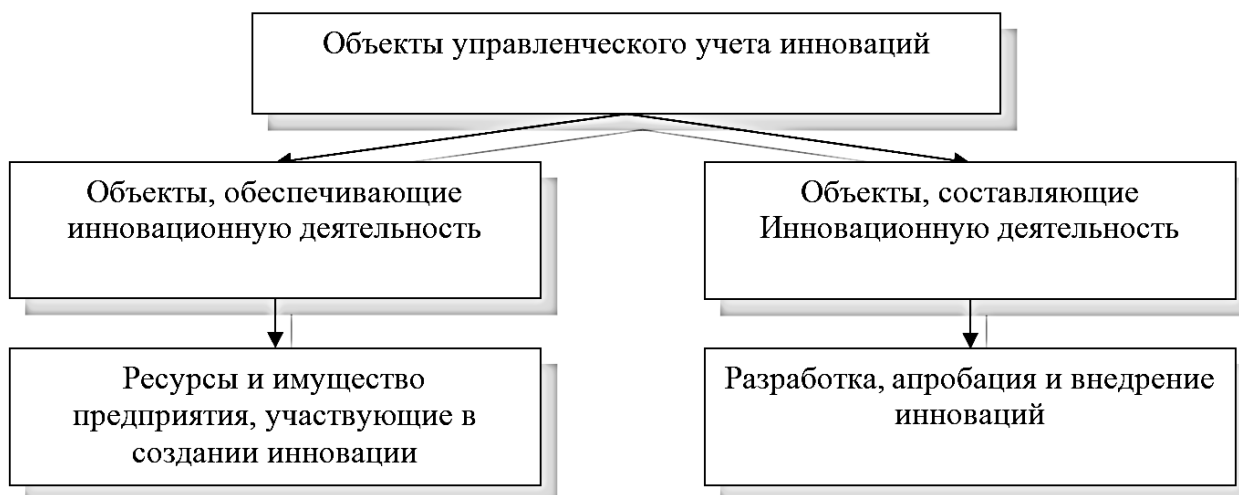 Объекты управленческого учета инноваций
Объекты, обеспечивающие
инновационную деятельность
Объекты, составляющие
Инновационную деятельность
Ресурсы и имущество
предприятия, участвующие в
создании инновации
Разработка, апробация и внедрение
инноваций